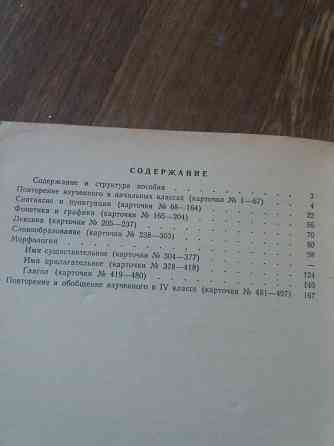 СОДЕРЖАНИЕ
Содержание и структура пособия 3
Повторение изученного в начальных классах (карточки № 1—67) 4
Синтаксис и пунктуация (карточки № 68—164) 22
Фонетика и графика (карточки № 165—204) 56
Лексика (карточки № 205—237) 70
Словообразование (карточки № 238—303) 80
Морфология 98
Имя существительное (карточки № 304—377) —
Имя прилагательное (карточки № 378—418) 124
Глагол (карточки № 419—480) 140
Повторение и обобщение изученного в IV классе (карточки № 481—497) 167